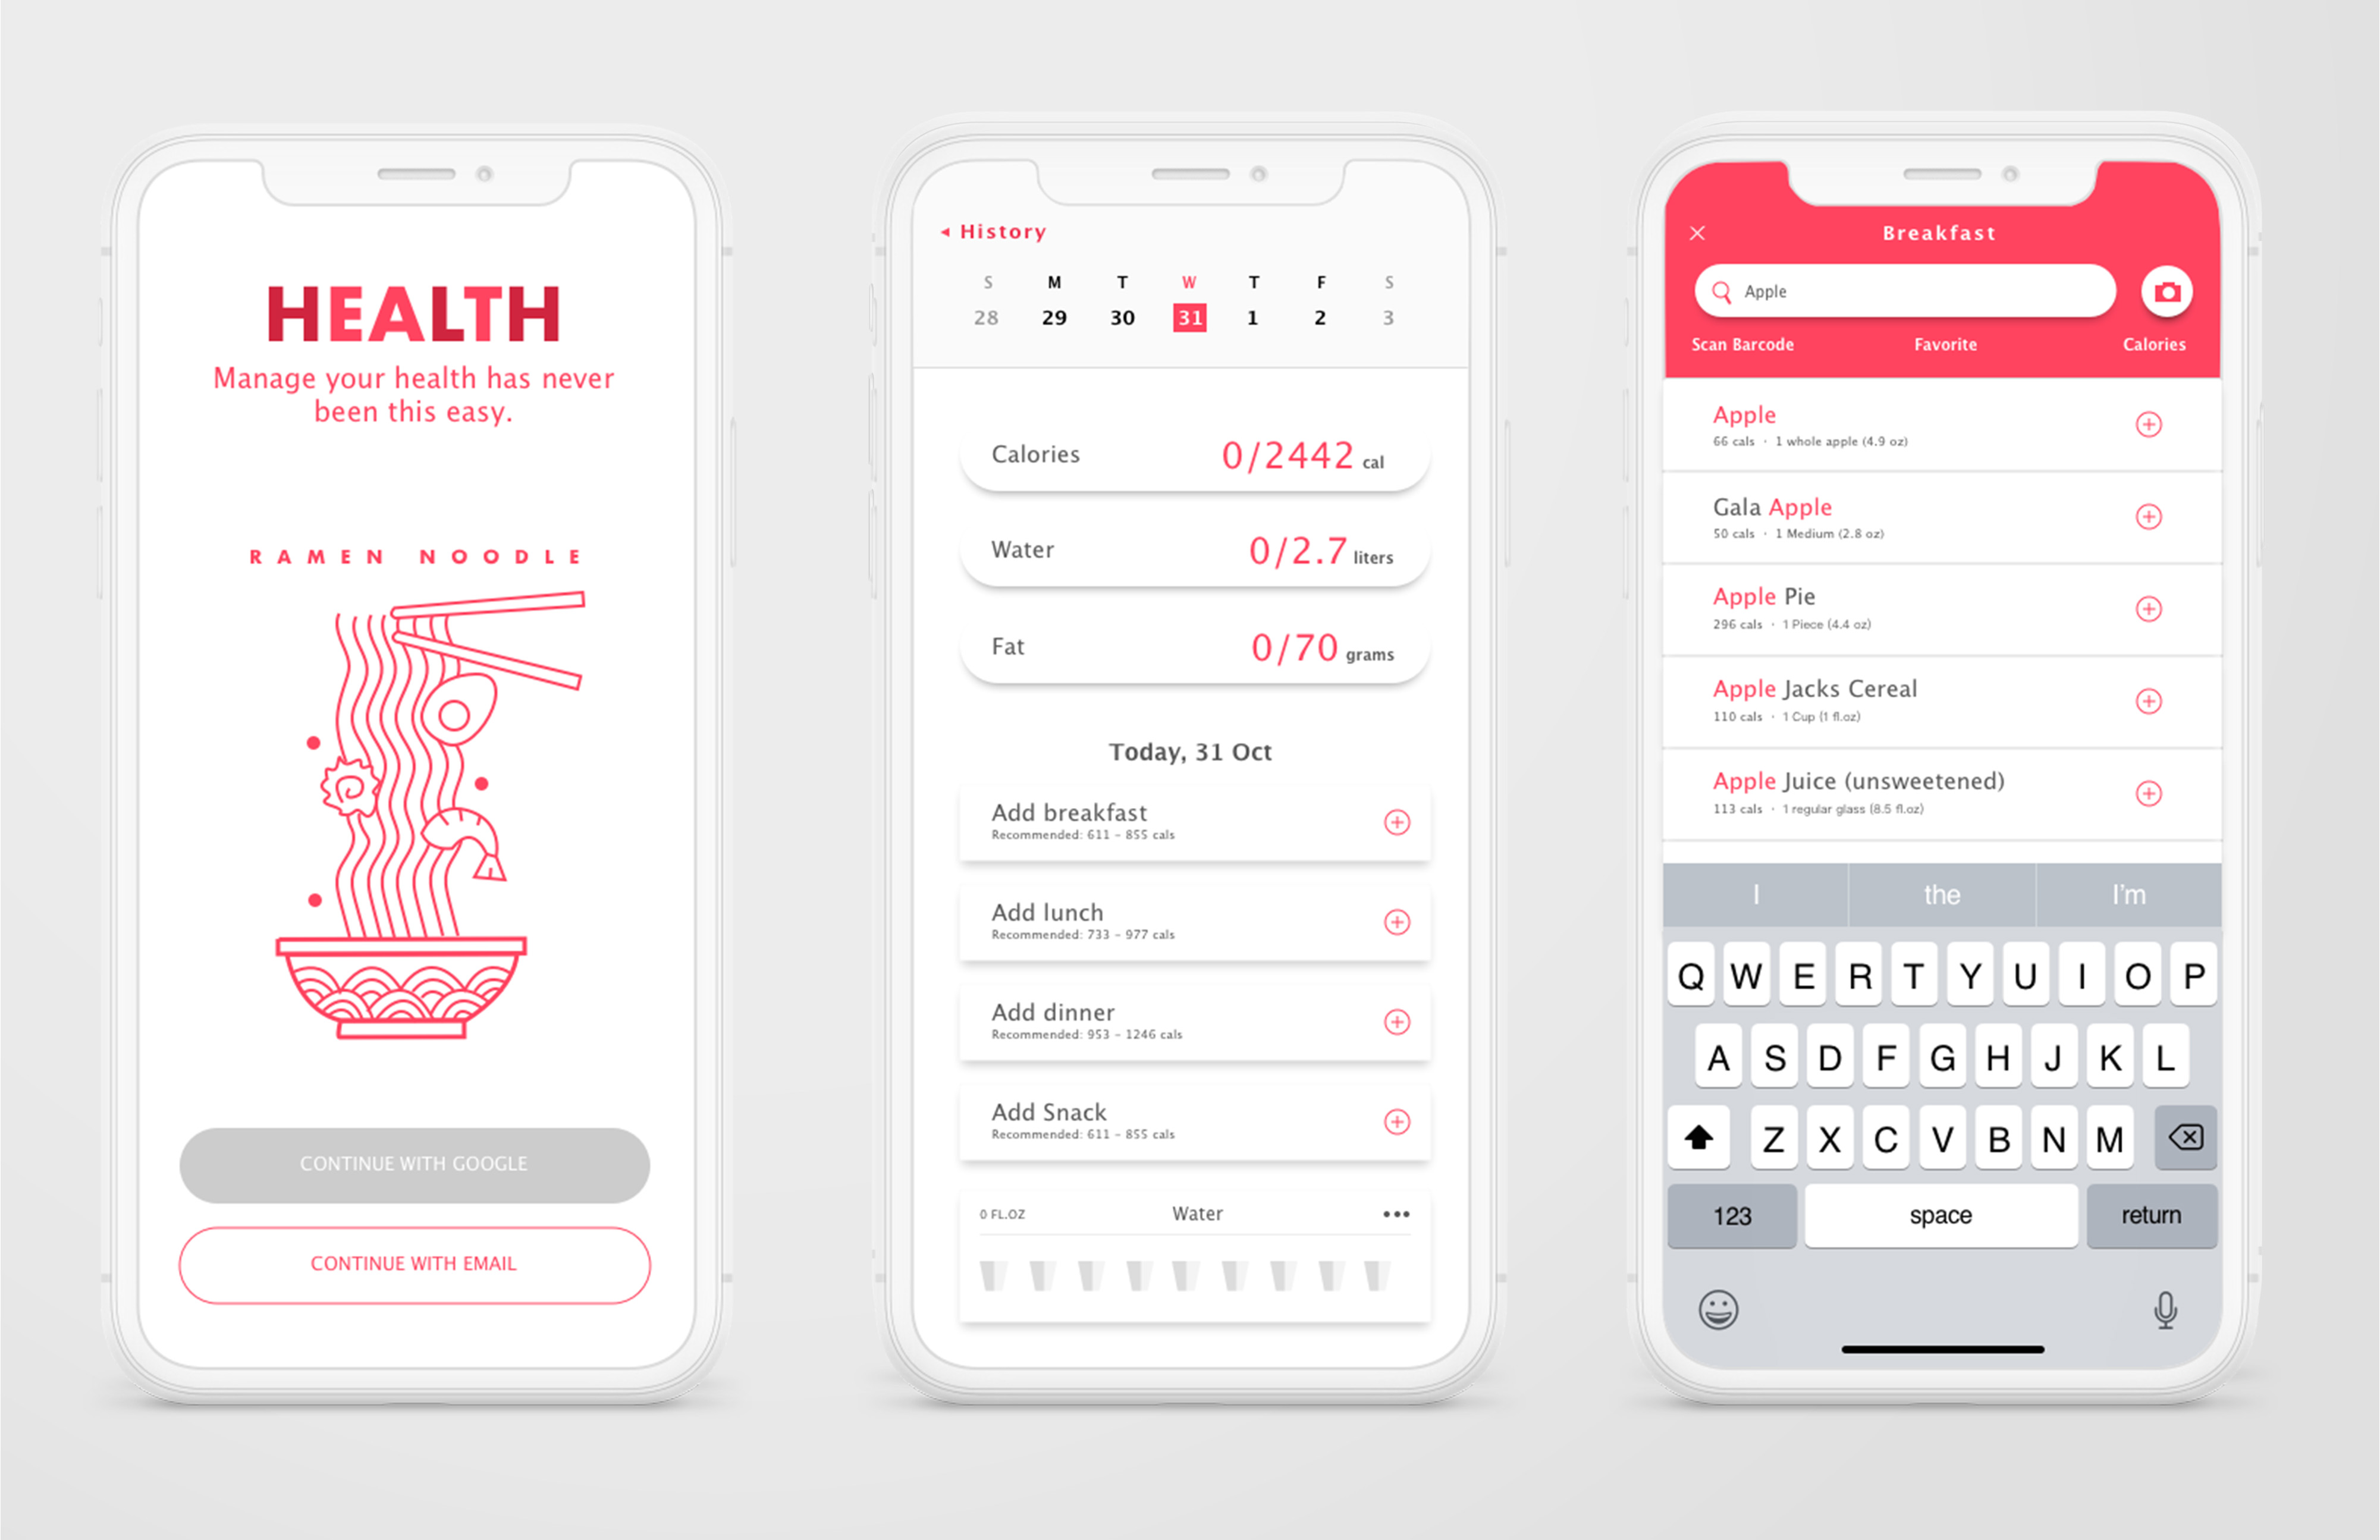 HEALTH
Manage your health has never
been this easy.
RAMEN NOODLE
CONTINUE WITH GOOGLE
CONTINUE WITH EMAIL
◂ History
S M T W T F S
28 29 30 31 1 2 3
Calories 0/2442 cal
Water 0/2.7 liters
Fat 0/70 grams
Today, 31 Oct
Add breakfast
Recommended: 611 - 855 cals
Add lunch
Recommended: 733 - 977 cals
Add dinner
Recommended: 953 - 1246 cals
Add Snack
Recommended: 611 - 855 cals
0 FL.OZ Water •••
Breakfast
Apple
Scan Barcode Favorite Calories
Apple
66 cals · 1 whole apple (4.9 oz)
Gala Apple
50 cals · 1 Medium (2.8 oz)
Apple Pie
296 cals · 1 Piece (4.4 oz)
Apple Jacks Cereal
110 cals · 1 Cup (1 fl.oz)
Apple Juice (unsweetened)
113 cals · 1 regular glass (8.5 fl.oz)
I the I'm
Q W E R T Y U I O P
A S D F G H J K L
Z X C V B N M
123 space return